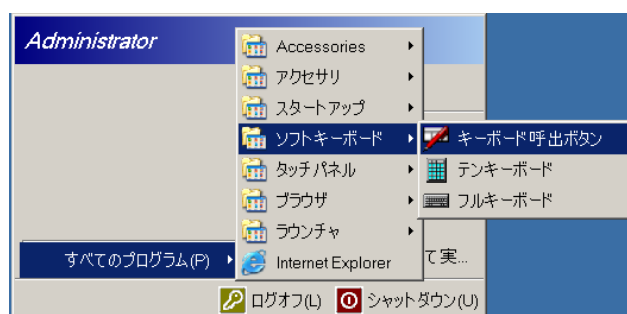 Administrator
Accessories
アクセサリ
スタートアップ
ソフトキーボード
タッチパネル
ブラウザ
ラウンチャ
Internet Explorer
キーボード呼出ボタン
テンキーボード
フルキーボード
すべてのプログラム(P)
て実...
ログオフ(L) シャットダウン(U)